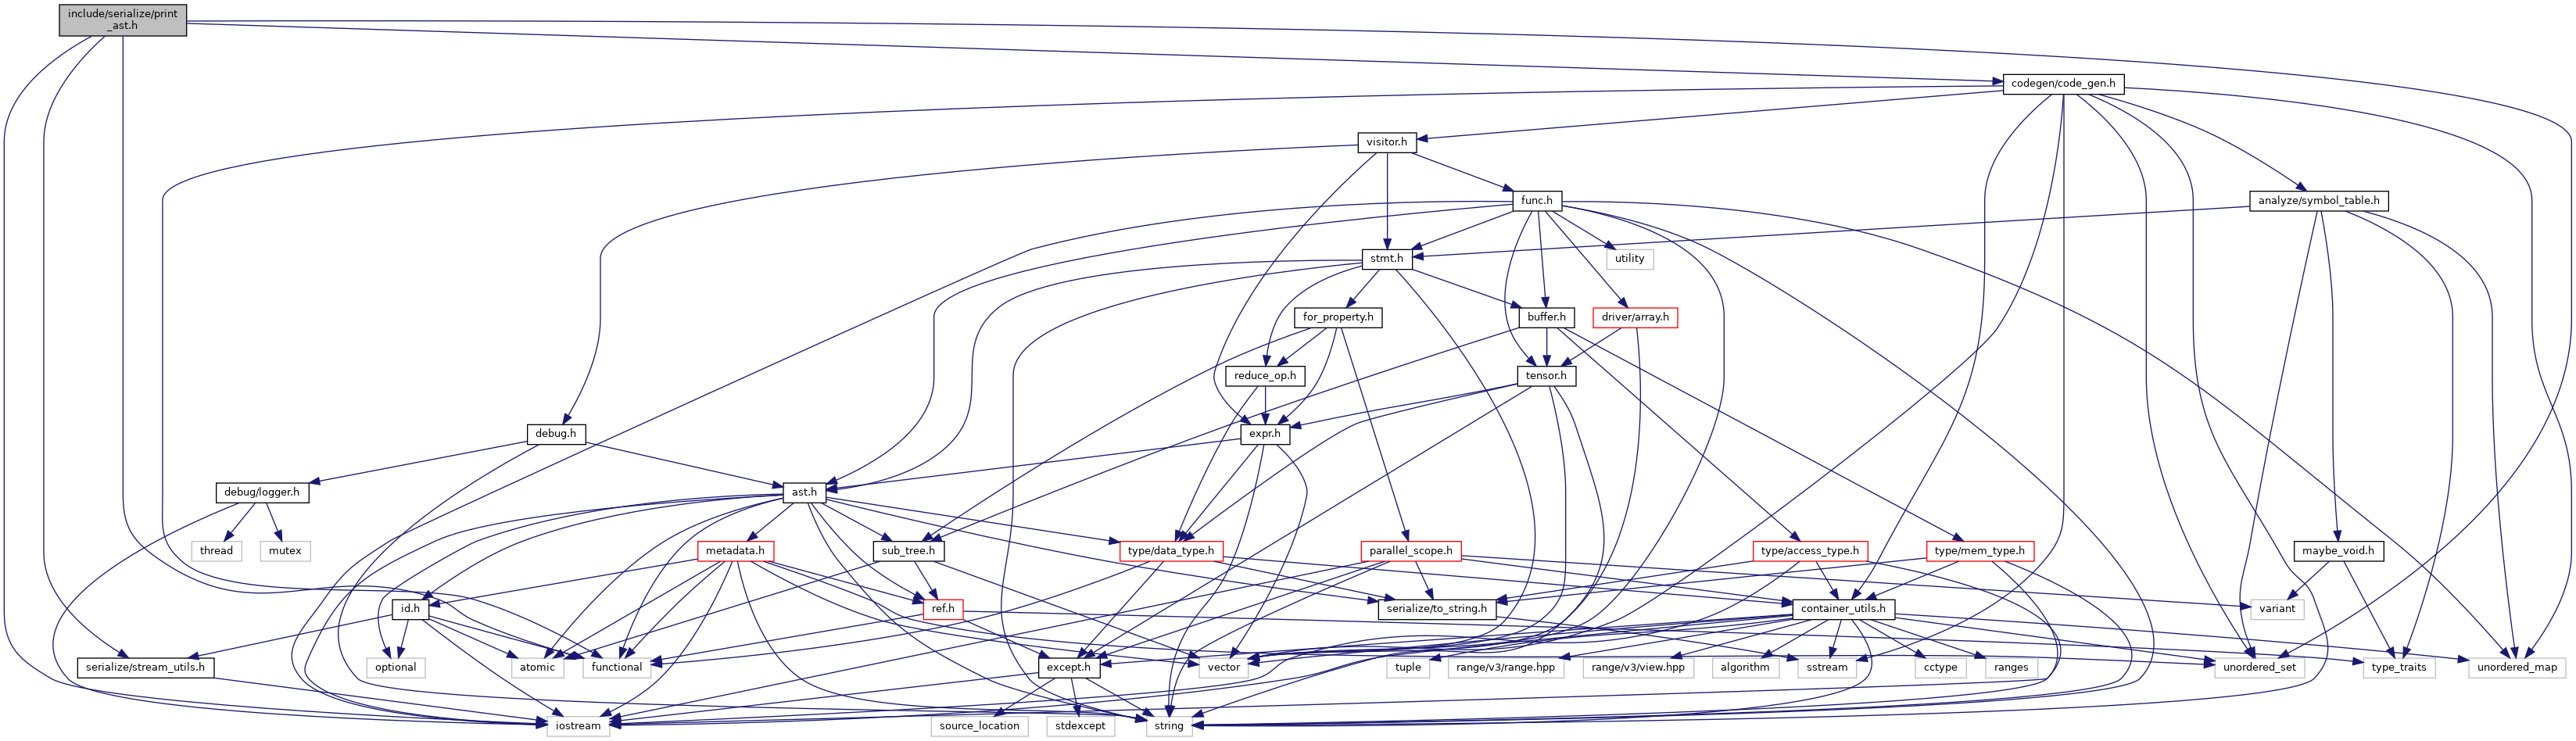 include/serialize/print
_ast.h
codegen/code_gen.h
visitor.h
func.h
analyze/symbol_table.h
stmt.h
utility
for_property.h
buffer.h
driver/array.h
reduce_op.h
tensor.h
debug.h
expr.h
debug/logger.h
ast.h
thread
mutex
metadata.h
sub_tree.h
type/data_type.h
parallel_scope.h
type/access_type.h
type/mem_type.h
maybe_void.h
id.h
ref.h
serialize/to_string.h
container_utils.h
variant
serialize/stream_utils.h
optional
atomic
functional
except.h
vector
tuple
range/v3/range.hpp
range/v3/view.hpp
algorithm
sstream
cctype
ranges
unordered_set
type_traits
unordered_map
iostream
source_location
stdexcept
string